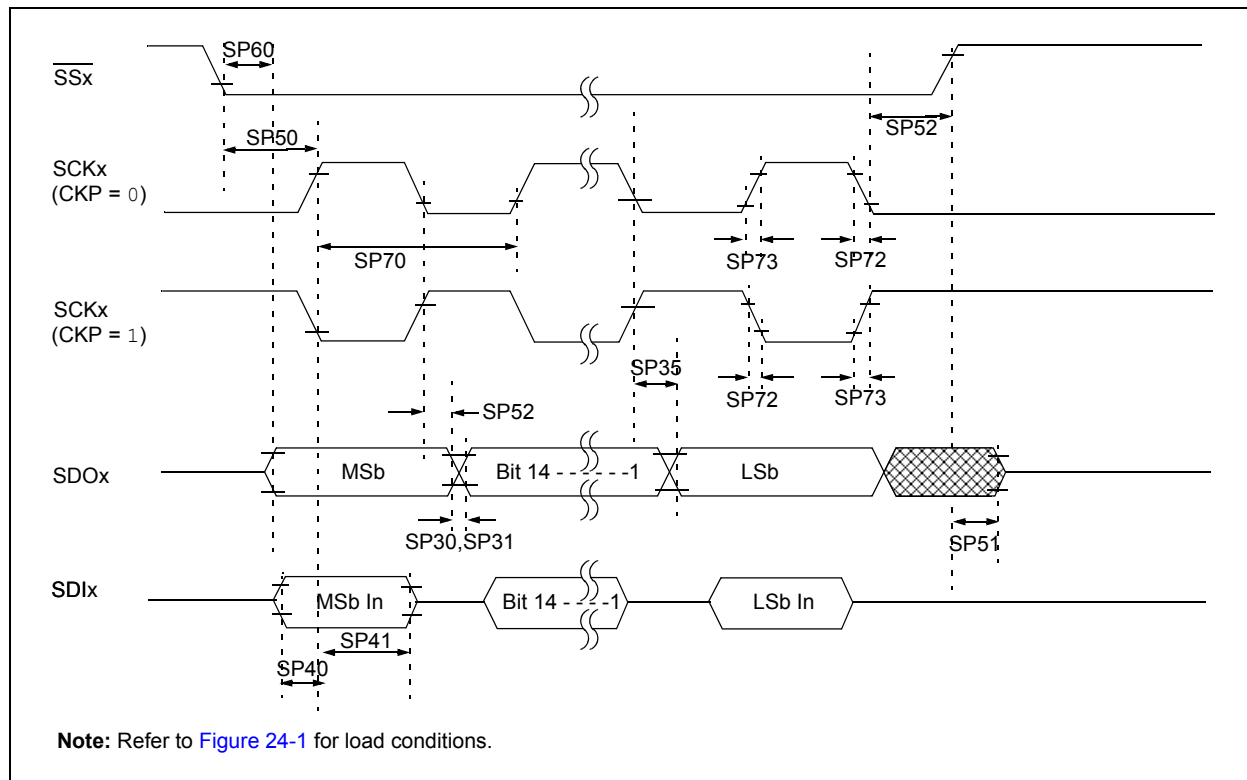 SP60
SSx
SP50
SP52
SCKx
(CKP = 0)
SP70
SP73
SP72
SCKx
(CKP = 1)
SP35
SP72
SP73
SP52
SDOx
MSb
Bit 14 - - - - - -1
LSb
SP30,SP31
SP51
SDIx
MSb In
Bit 14 - - - - -1
LSb In
SP41
SP40
Note: Refer to Figure 24-1 for load conditions.